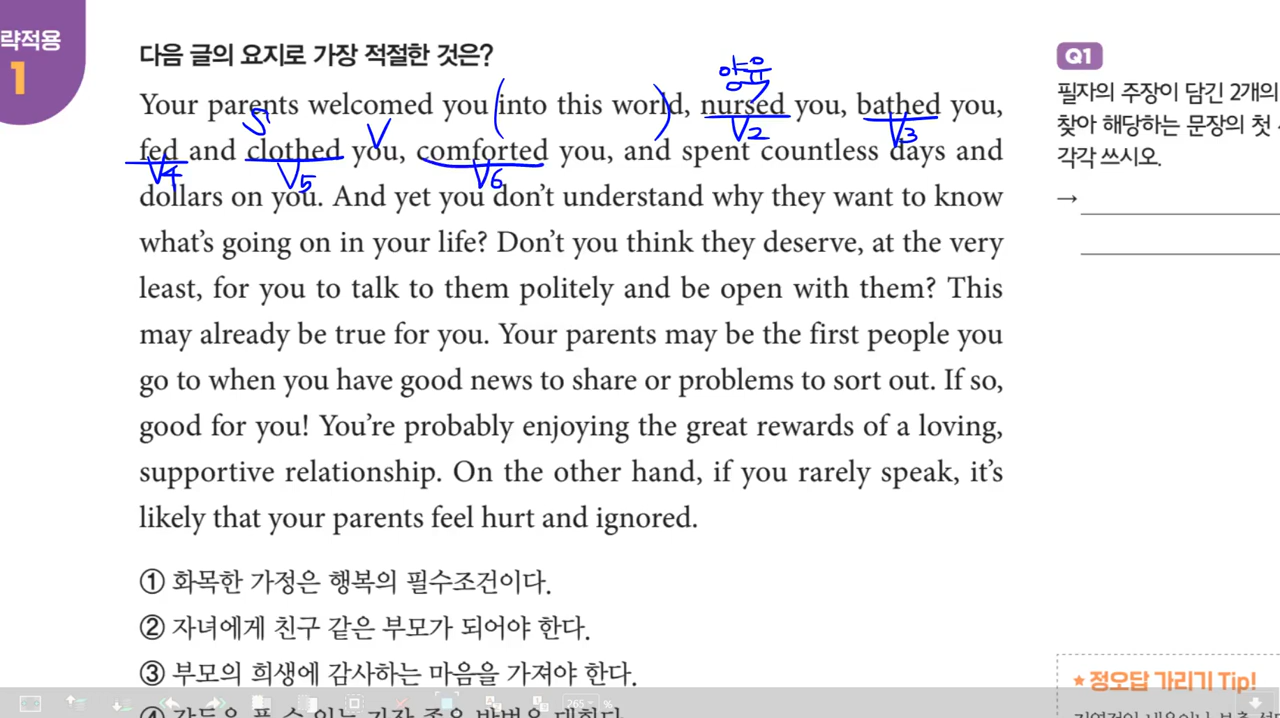 략적용
1
다음 글의 요지로 가장 적절한 것은?
Your parents welcomed you (into this world), nursed you, bathed you,
야유
S V V2 V3
fed and clothed you, comforted you, and spent countless days and
V4 V5 V6
dollars on you. And yet you don't understand why they want to know
what's going on in your life? Don't you think they deserve, at the very
least, for you to talk to them politely and be open with them? This
may already be true for you. Your parents may be the first people you
go to when you have good news to share or problems to sort out. If so,
good for you! You're probably enjoying the great rewards of a loving,
supportive relationship. On the other hand, if you rarely speak, it's
likely that your parents feel hurt and ignored.
① 화목한 가정은 행복의 필수조건이다.
② 자녀에게 친구 같은 부모가 되어야 한다.
③ 부모의 희생에 감사하는 마음을 가져야 한다.
Q1
필자의 주장이 담긴 2개의
찾아 해당하는 문장의 첫
각각 쓰시오.
→
★ 정오답 가리기 Tip!
265 %